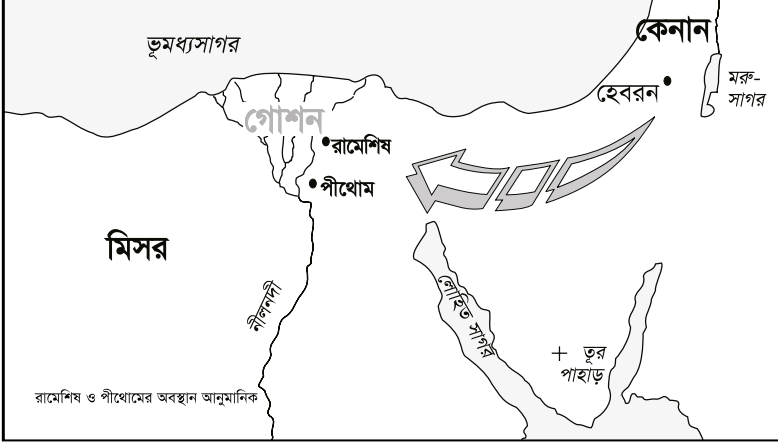 কেনান
ভূমধ্যসাগর
মরু-
সাগর
হেবরন
গোশন
রামেশিষ
পীথোম
মিসর
নীলনদী
লোহিত সাগর
তূর
পাহাড়
রামেশিষ ও পীথোমের অবস্থান আনুমানিক